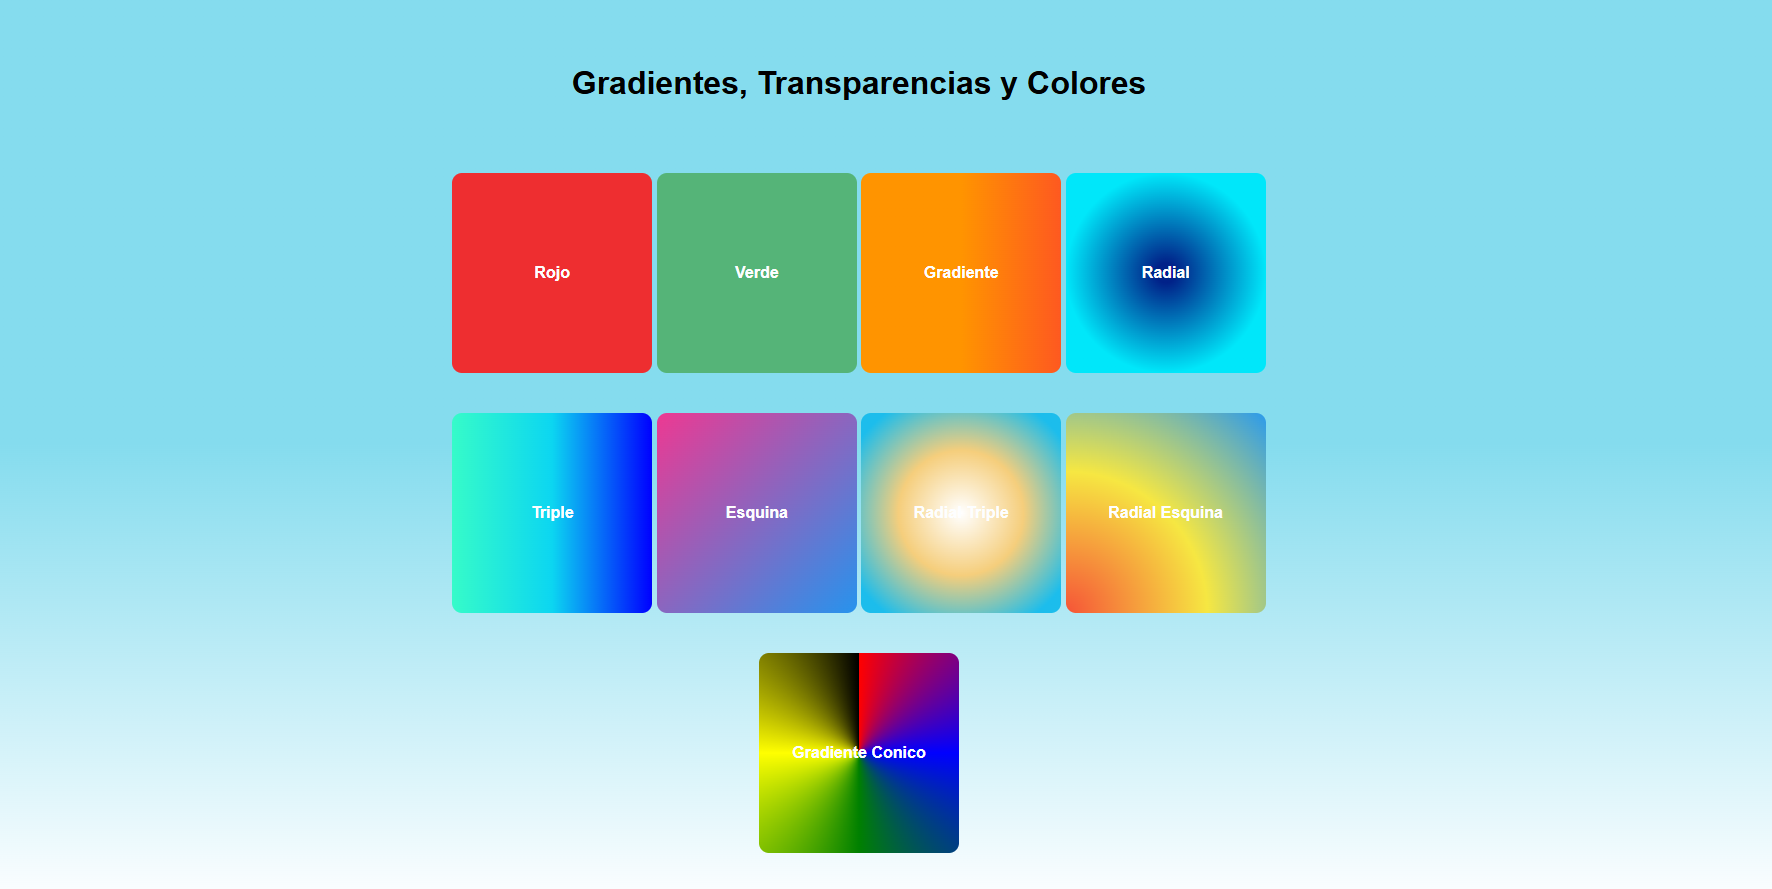 Gradientes, Transparencias y Colores
Rojo
Verde
Gradiente
Radial
Triple
Esquina
Radial Triple
Radial Esquina
Gradiente Conico